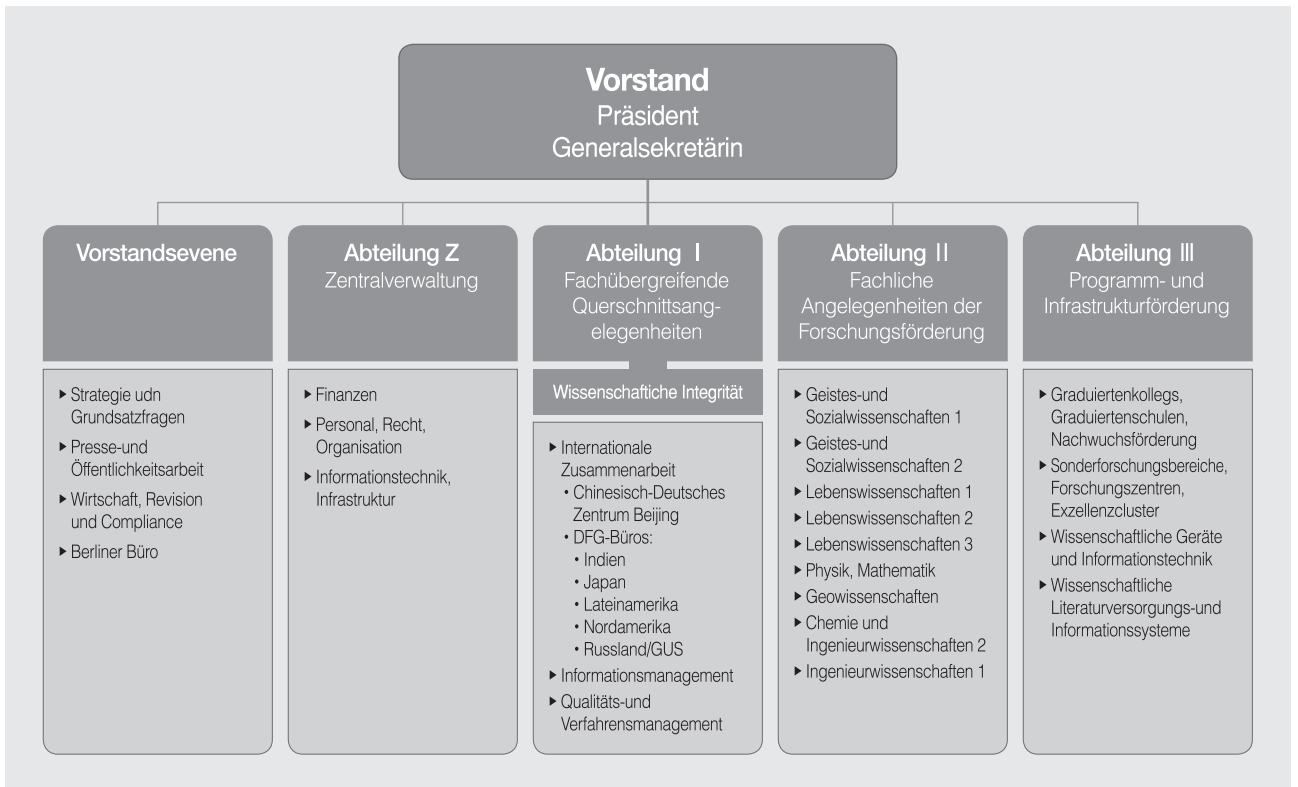 Vorstand
Präsident
Generalsekretärin
Vorstandsevene
▸ Strategie udn
Grundsatzfragen
▸ Presse-und
Öffentlichkeitsarbeit
▸ Wirtschaft, Revision
und Compliance
▸ Berliner Büro
Abteilung Z
Zentralverwaltung
▸ Finanzen
▸ Personal, Recht,
Organisation
▸ Informationstechnik,
Infrastruktur
Abteilung I
Fachübergreifende
Querschnittsang-
elegenheiten
Wissenschaftiche Integrität
▸ Internationale
Zusammenarbeit
• Chinesisch-Deutsches
Zentrum Beijing
• DFG-Büros:
• Indien
• Japan
• Lateinamerika
• Nordamerika
• Russland/GUS
▸ Informationsmanagement
▸ Qualitäts-und
Verfahrensmanagement
Abteilung II
Fachliche
Angelegenheiten der
Forschungsförderung
▸ Geistes-und
Sozialwissenschaften 1
▸ Geistes-und
Sozialwissenschaften 2
▸ Lebenswissenschaften 1
▸ Lebenswissenschaften 2
▸ Lebenswissenschaften 3
▸ Physik, Mathematik
▸ Geowissenschaften
▸ Chemie und
Ingenieurwissenschaften 2
▸ Ingenieurwissenschaften 1
Abteilung III
Programm- und
Infrastrukturförderung
▸ Graduiertenkollegs,
Graduiertenschulen,
Nachwuchsförderung
▸ Sonderforschungsbereiche,
Forschungszentren,
Exzellenzcluster
▸ Wissenschaftliche Geräte
und Informationstechnik
▸ Wissenschaftliche
Literaturversorgungs-und
Informationssysteme